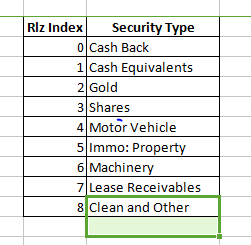 Rlz Index Security Type
0 Cash Back
1 Cash Equivalents
2 Gold
3 Shares
4 Motor Vehicle
5 Immo: Property
6 Machinery
7 Lease Receivables
8 Clean and Other